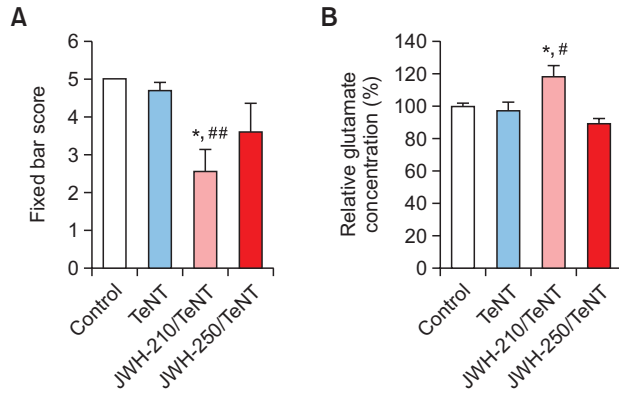 A
Fixed bar score
6
5
4
3
2
1
0
*, ##
Control
TeNT
JWH-210/TeNT
JWH-250/TeNT
B
Relative glutamate
concentration (%)
140
120
100
80
60
40
20
0
*, #
Control
TeNT
JWH-210/TeNT
JWH-250/TeNT